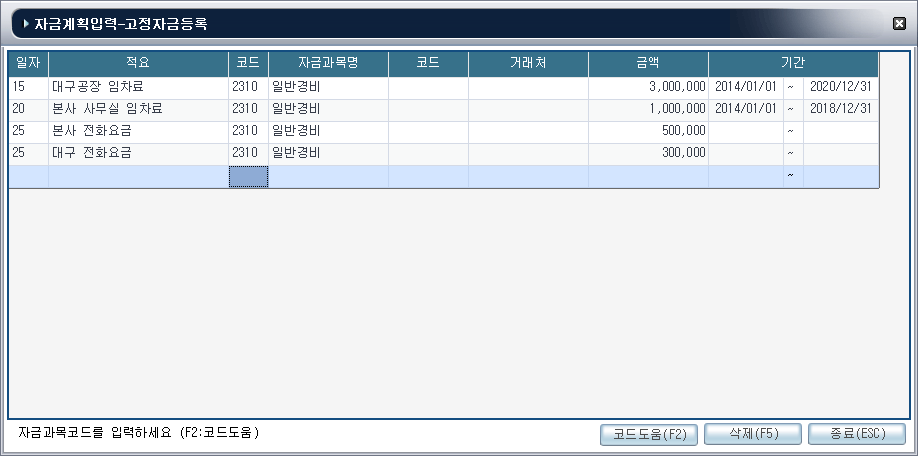 자금계획입력-고정자금등록
일자 적요 코드 자금과목명 코드 거래처 금액 기간
15 대구공장 임차료 2310 일반경비 3,000,000 2014/01/01 ~ 2020/12/31
20 본사 사무실 임차료 2310 일반경비 1,000,000 2014/01/01 ~ 2018/12/31
25 본사 전화요금 2310 일반경비 500,000 ~
25 대구 전화요금 2310 일반경비 300,000 ~
~
자금과목코드를 입력하세요 (F2:코드도움) 코드도움(F2) 삭제(F5) 종료(ESC)